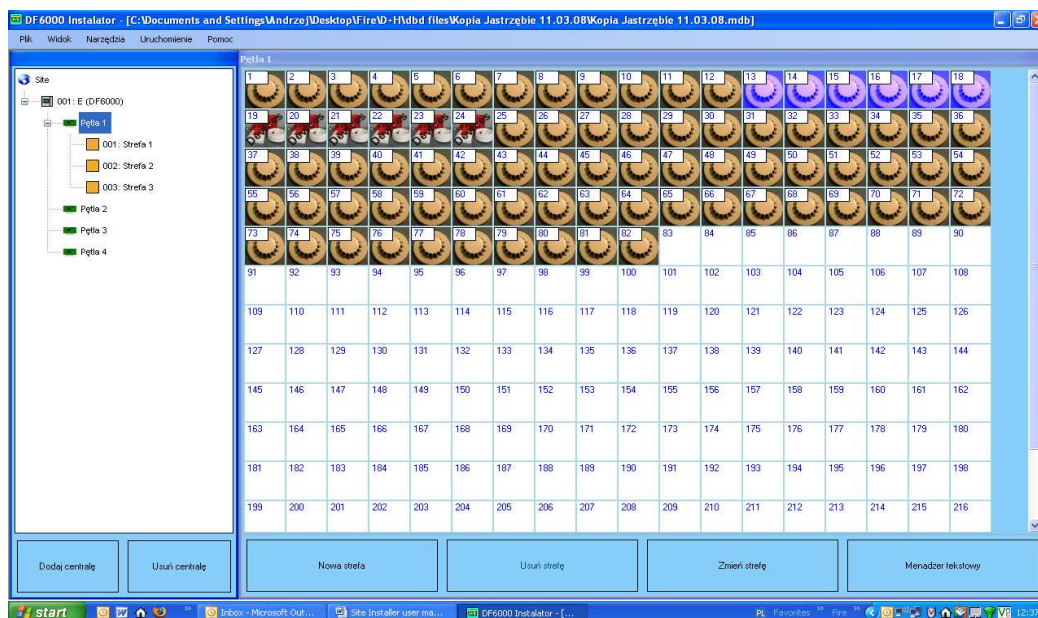 DF6000 Instalator - [C:\Documents and Settings\Andrzej\Desktop\Fire\D+H\dbd files\Kopia Jastrzębie 11.03.08\Kopia Jastrzębie 11.03.08.mdb]
Plik Widok Narzędzia Uruchomienie Pomoc
Pętla 1
Site
001: E (DF6000)
Pętla 1
001: Strefa 1
002: Strefa 2
003: Strefa 3
Pętla 2
Pętla 3
Pętla 4
1 2 3 4 5 6 7 8 9 10 11 12 13 14 15 16 17 18
19 20 21 22 23 24 25 26 27 28 29 30 31 32 33 34 35 36
37 38 39 40 41 42 43 44 45 46 47 48 49 50 51 52 53 54
55 56 57 58 59 60 61 62 63 64 65 66 67 68 69 70 71 72
73 74 75 76 77 78 79 80 81 82 83 84 85 86 87 88 89 90
91 92 93 94 95 96 97 98 99 100 101 102 103 104 105 106 107 108
109 110 111 112 113 114 115 116 117 118 119 120 121 122 123 124 125 126
127 128 129 130 131 132 133 134 135 136 137 138 139 140 141 142 143 144
145 146 147 148 149 150 151 152 153 154 155 156 157 158 159 160 161 162
163 164 165 166 167 168 169 170 171 172 173 174 175 176 177 178 179 180
181 182 183 184 185 186 187 188 189 190 191 192 193 194 195 196 197 198
199 200 201 202 203 204 205 206 207 208 209 210 211 212 213 214 215 216
Dodaj centralę Usuń centralę Nowa strefa Usuń strefę Zmień strefę Menadżer tekstowy
start Inbox - Microsoft Out... Site Installer user ma... DF6000 Instalator - [... PL Favorites Fire 12:37